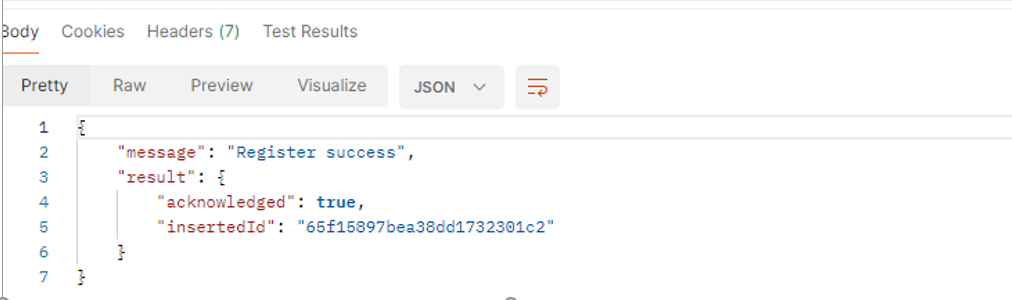 Body Cookies Headers (7) Test Results
Pretty Raw Preview Visualize JSON
1 {
2 "message": "Register success",
3 "result": {
4 "acknowledged": true,
5 "insertedId": "65f15897bea38dd1732301c2"
6 }
7 }